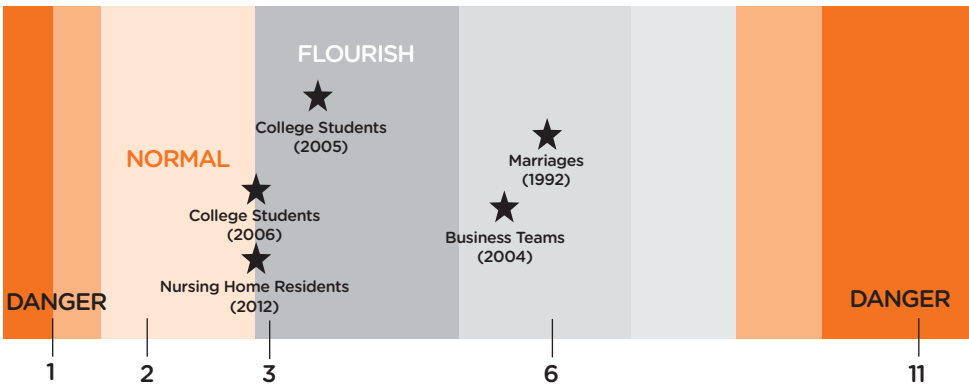 FLOURISH
College Students
(2005)
Marriages
(1992)
NORMAL
College Students
(2006)
Business Teams
(2004)
Nursing Home Residents
(2012)
DANGER
DANGER
1
2
3
6
11